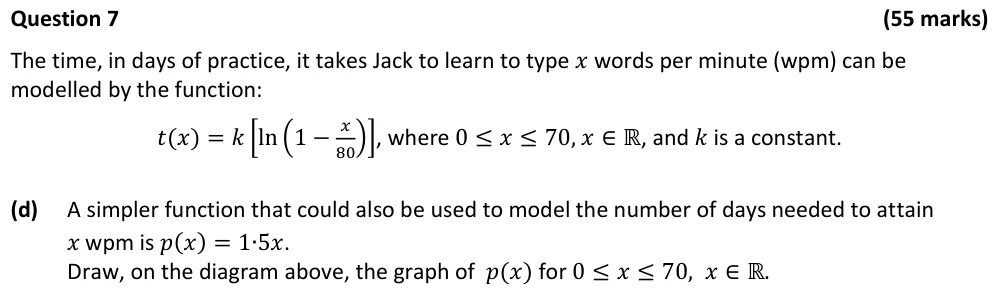 Question 7 (55 marks)
The time, in days of practice, it takes Jack to learn to type x words per minute (wpm) can be
modelled by the function:
t(x) = k [ln (1 − x/80)], where 0 ≤ x ≤ 70, x ∈ ℝ, and k is a constant.
(d) A simpler function that could also be used to model the number of days needed to attain
x wpm is p(x) = 1·5x.
Draw, on the diagram above, the graph of p(x) for 0 ≤ x ≤ 70, x ∈ ℝ.